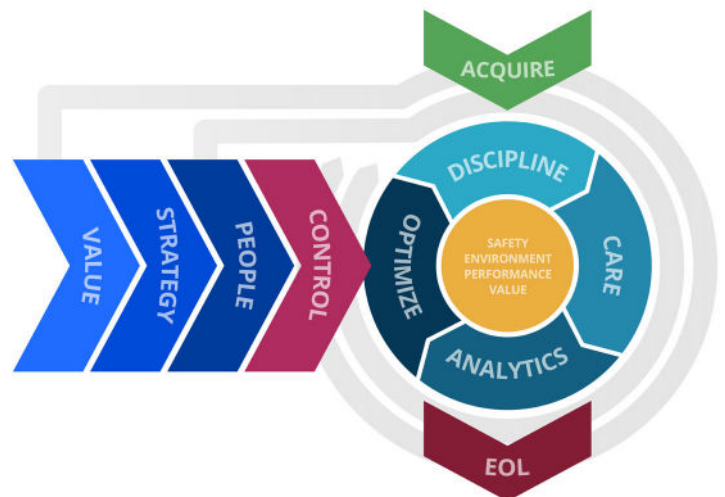 ACQUIRE
VALUE
STRATEGY
PEOPLE
CONTROL
DISCIPLINE
CARE
ANALYTICS
OPTIMIZE
SAFETY
ENVIRONMENT
PERFORMANCE
VALUE
EOL